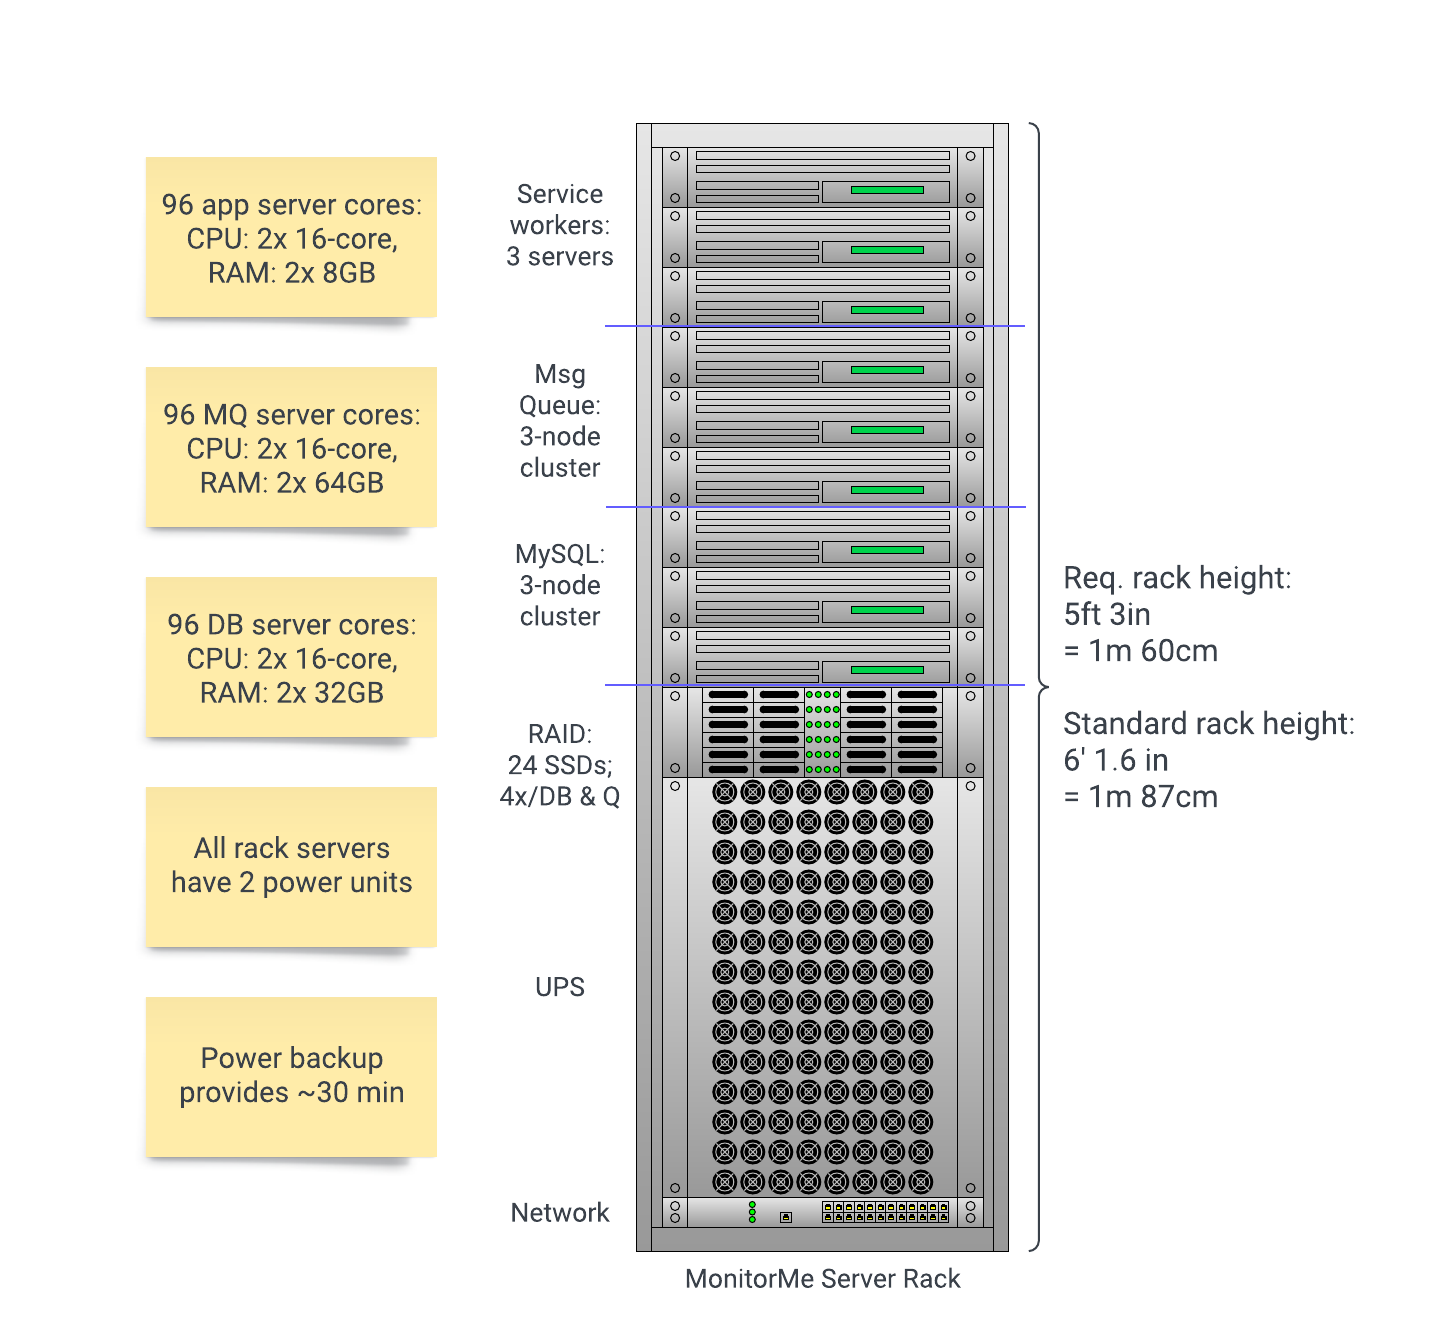 96 app server cores:
CPU: 2x 16-core,
RAM: 2x 8GB
Service
workers:
3 servers
96 MQ server cores:
CPU: 2x 16-core,
RAM: 2x 64GB
Msg
Queue:
3-node
cluster
96 DB server cores:
CPU: 2x 16-core,
RAM: 2x 32GB
MySQL:
3-node
cluster
Req. rack height:
5ft 3in
= 1m 60cm
Standard rack height:
6' 1.6 in
= 1m 87cm
RAID:
24 SSDs;
4x/DB & Q
All rack servers
have 2 power units
UPS
Power backup
provides ~30 min
Network
MonitorMe Server Rack